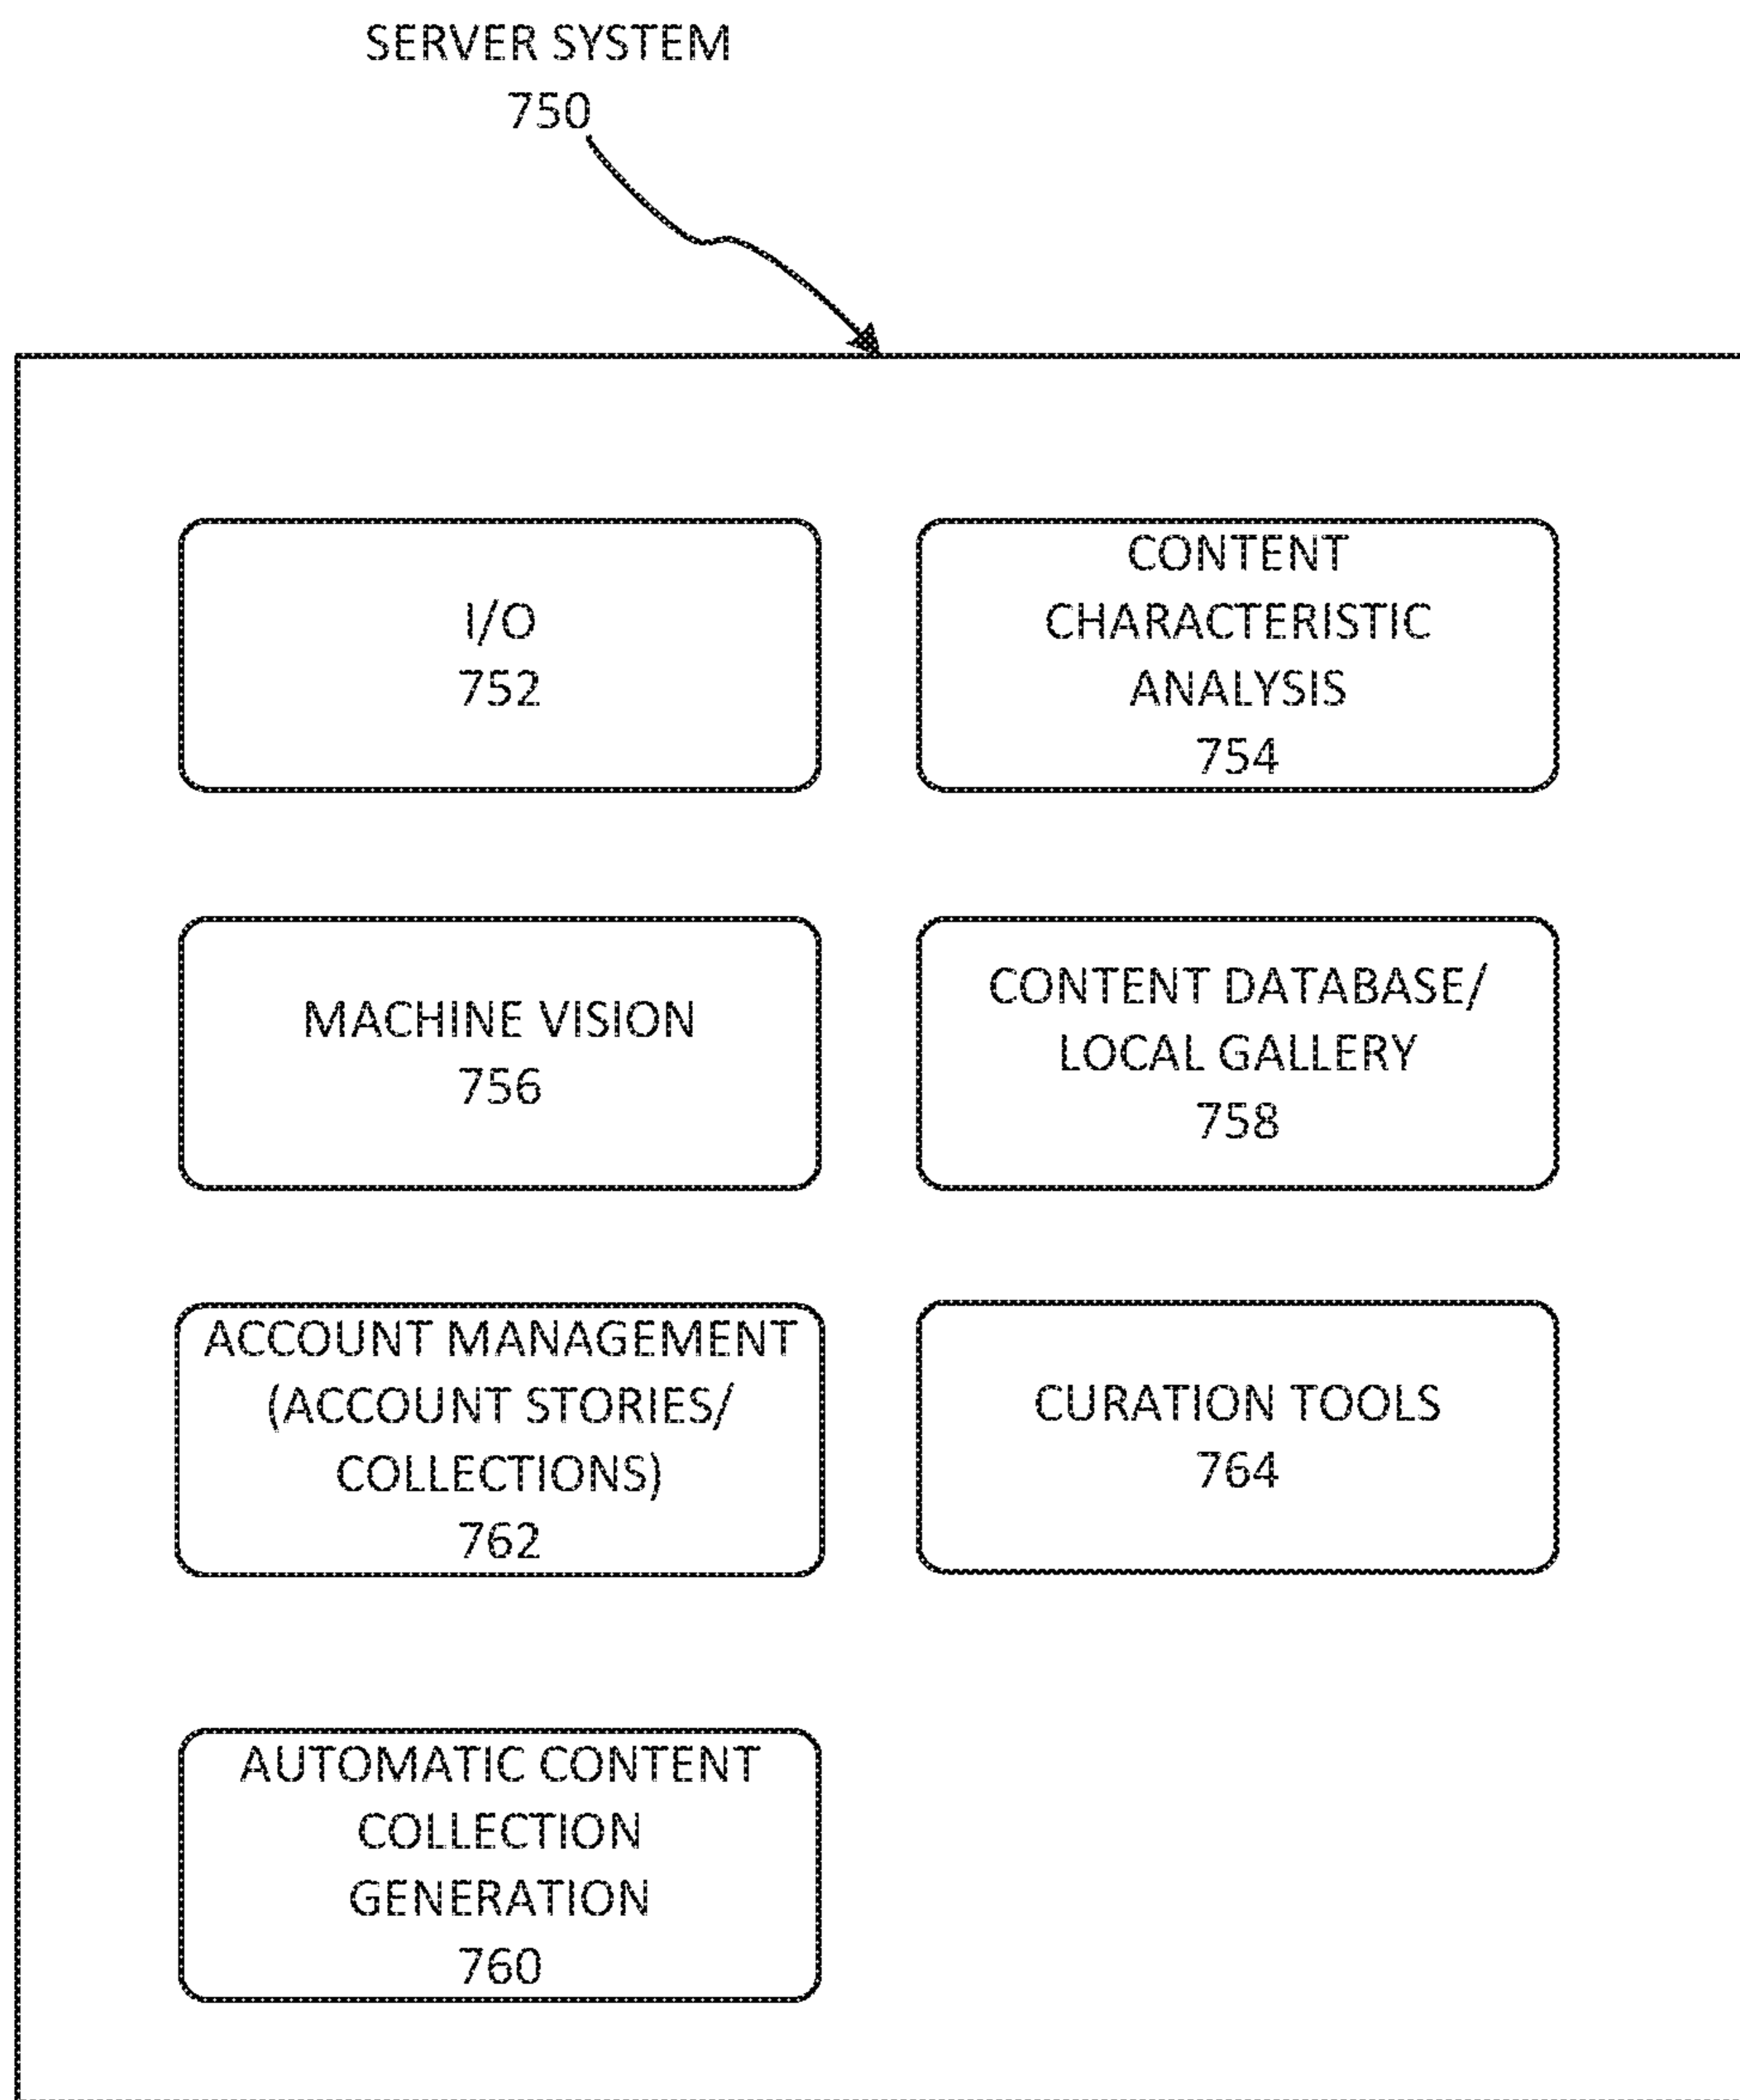 SERVER SYSTEM
750
I/O
752
CONTENT
CHARACTERISTIC
ANALYSIS
754
MACHINE VISION
756
CONTENT DATABASE/
LOCAL GALLERY
758
ACCOUNT MANAGEMENT
(ACCOUNT STORIES/
COLLECTIONS)
762
CURATION TOOLS
764
AUTOMATIC CONTENT
COLLECTION
GENERATION
760